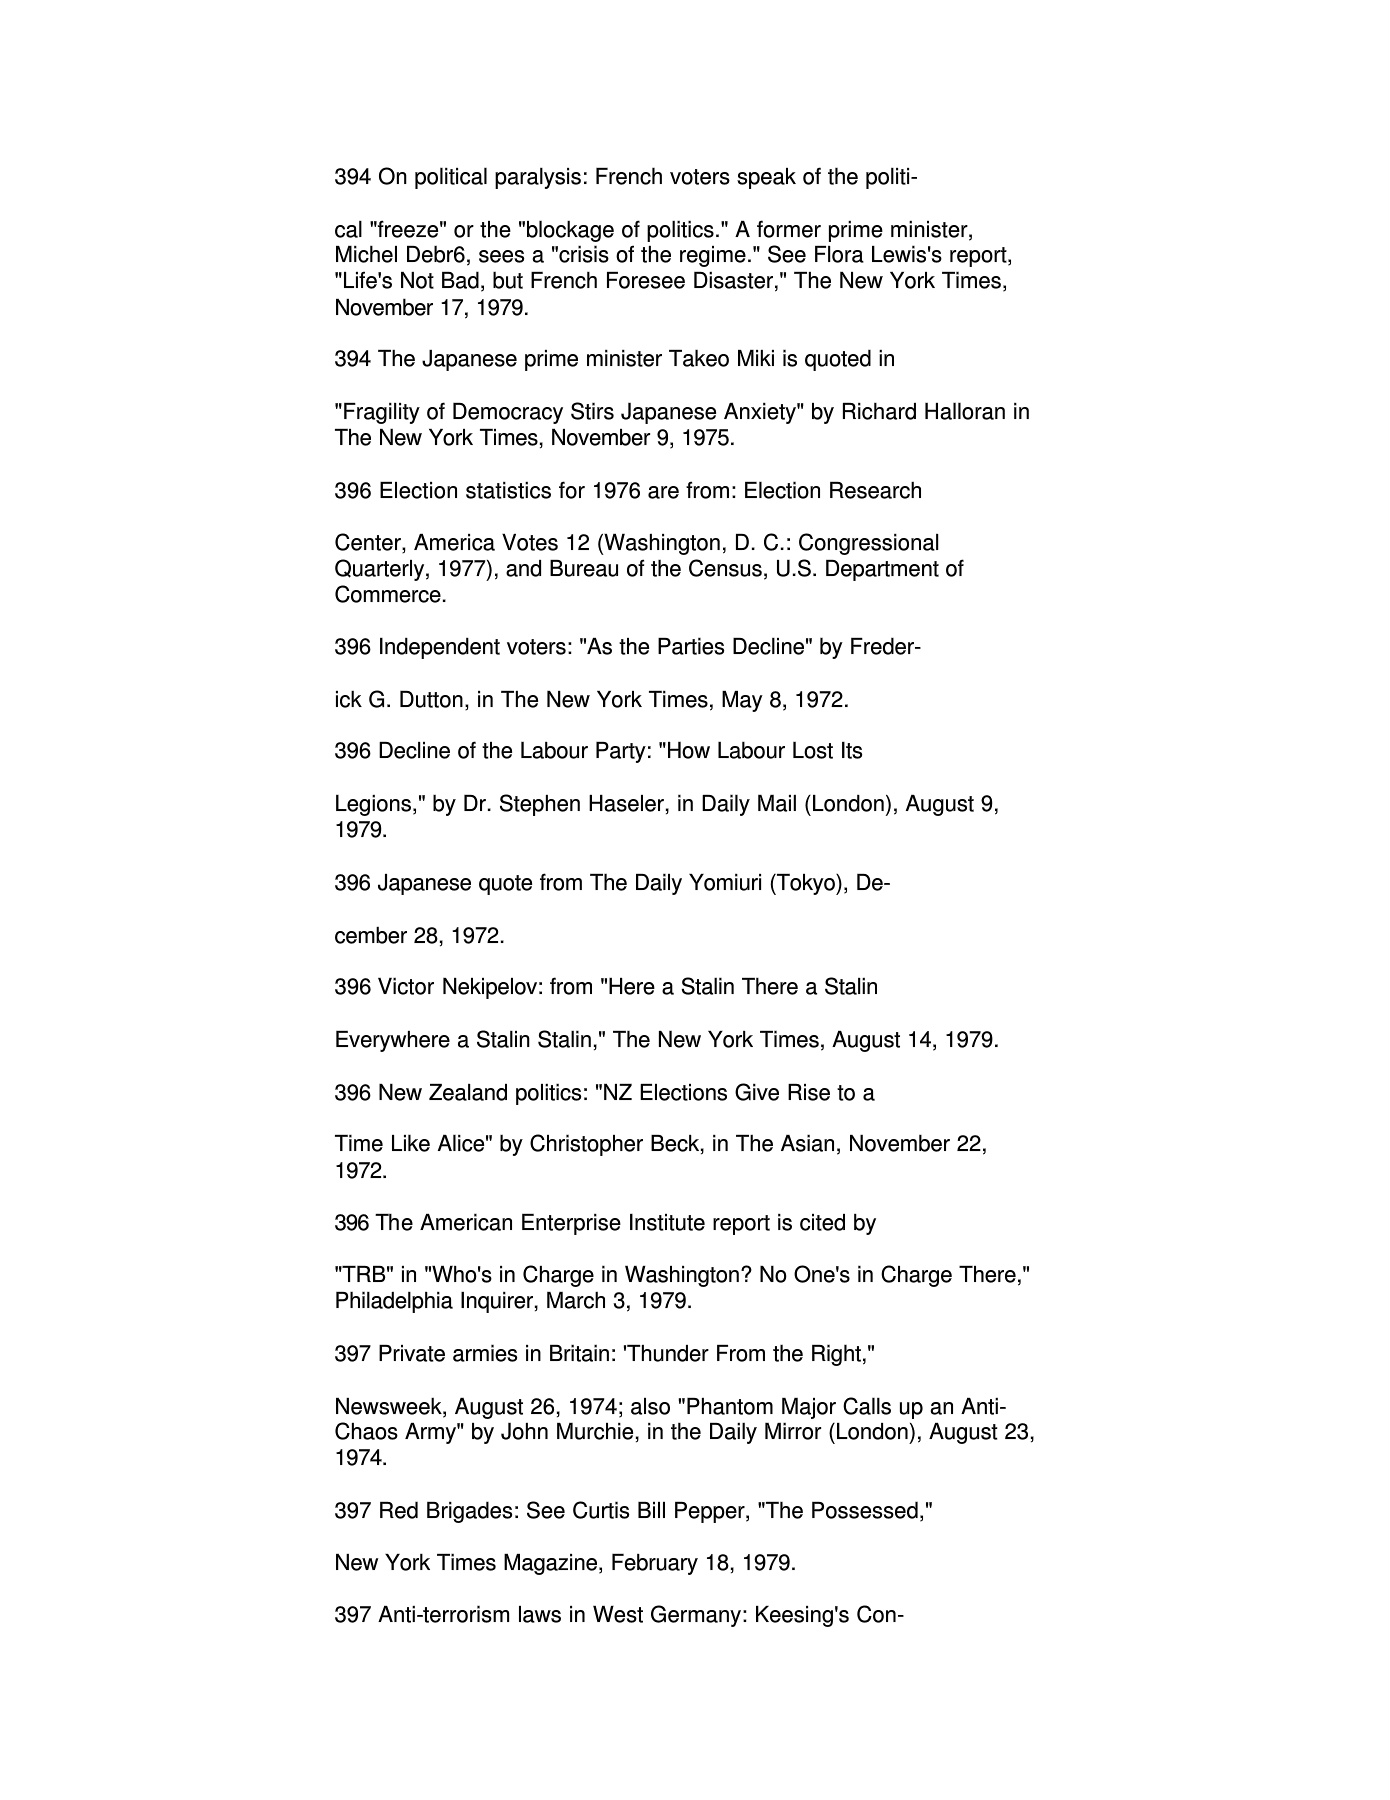 394 On political paralysis: French voters speak of the politi-
cal "freeze" or the "blockage of politics." A former prime minister,
Michel Debr6, sees a "crisis of the regime." See Flora Lewis's report,
"Life's Not Bad, but French Foresee Disaster," The New York Times,
November 17, 1979.
394 The Japanese prime minister Takeo Miki is quoted in
"Fragility of Democracy Stirs Japanese Anxiety" by Richard Halloran in
The New York Times, November 9, 1975.
396 Election statistics for 1976 are from: Election Research
Center, America Votes 12 (Washington, D. C.: Congressional
Quarterly, 1977), and Bureau of the Census, U.S. Department of
Commerce.
396 Independent voters: "As the Parties Decline" by Freder-
ick G. Dutton, in The New York Times, May 8, 1972.
396 Decline of the Labour Party: "How Labour Lost Its
Legions," by Dr. Stephen Haseler, in Daily Mail (London), August 9,
1979.
396 Japanese quote from The Daily Yomiuri (Tokyo), De-
cember 28, 1972.
396 Victor Nekipelov: from "Here a Stalin There a Stalin
Everywhere a Stalin Stalin," The New York Times, August 14, 1979.
396 New Zealand politics: "NZ Elections Give Rise to a
Time Like Alice" by Christopher Beck, in The Asian, November 22,
1972.
396 The American Enterprise Institute report is cited by
"TRB" in "Who's in Charge in Washington? No One's in Charge There,"
Philadelphia Inquirer, March 3, 1979.
397 Private armies in Britain: 'Thunder From the Right,"
Newsweek, August 26, 1974; also "Phantom Major Calls up an Anti-
Chaos Army" by John Murchie, in the Daily Mirror (London), August 23,
1974.
397 Red Brigades: See Curtis Bill Pepper, "The Possessed,"
New York Times Magazine, February 18, 1979.
397 Anti-terrorism laws in West Germany: Keesing's Con-